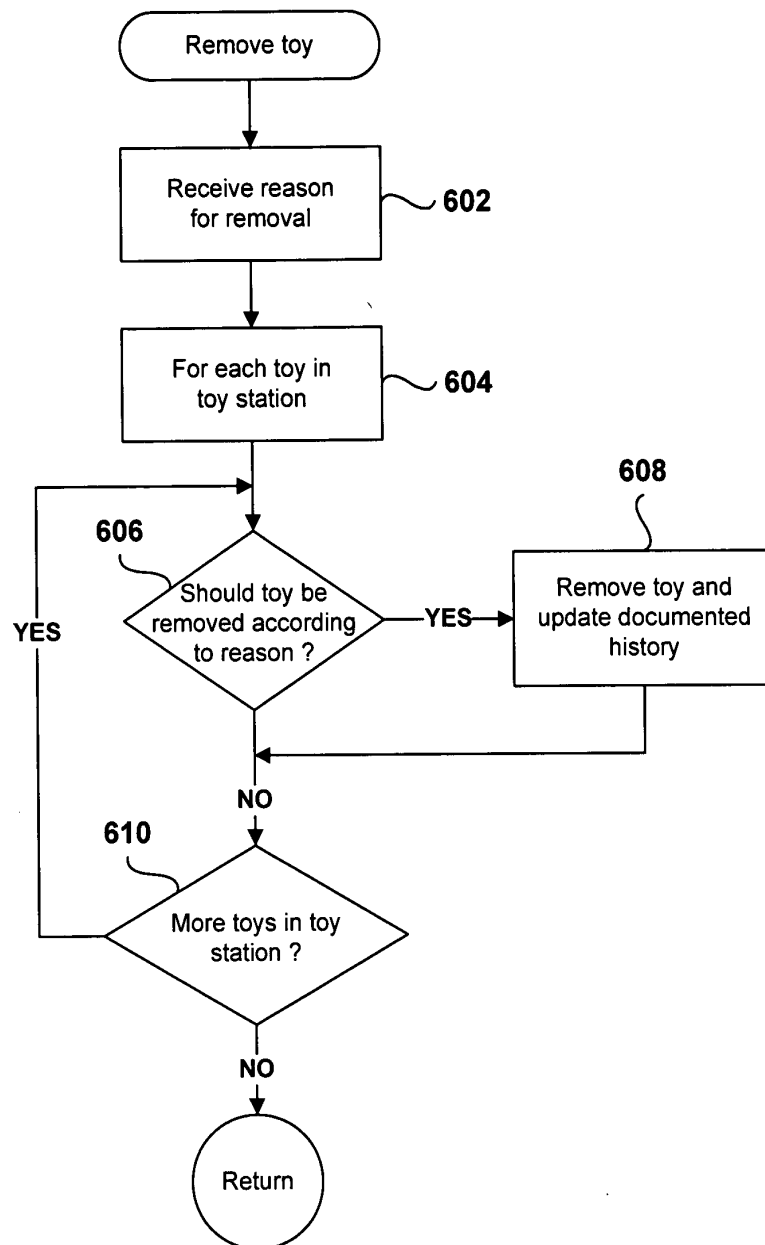 Remove toy
Receive reason
for removal
602
For each toy in
toy station
604
608
606
Should toy be
removed according
to reason ?
YES
Remove toy and
update documented
history
YES
NO
610
More toys in toy
station ?
NO
Return